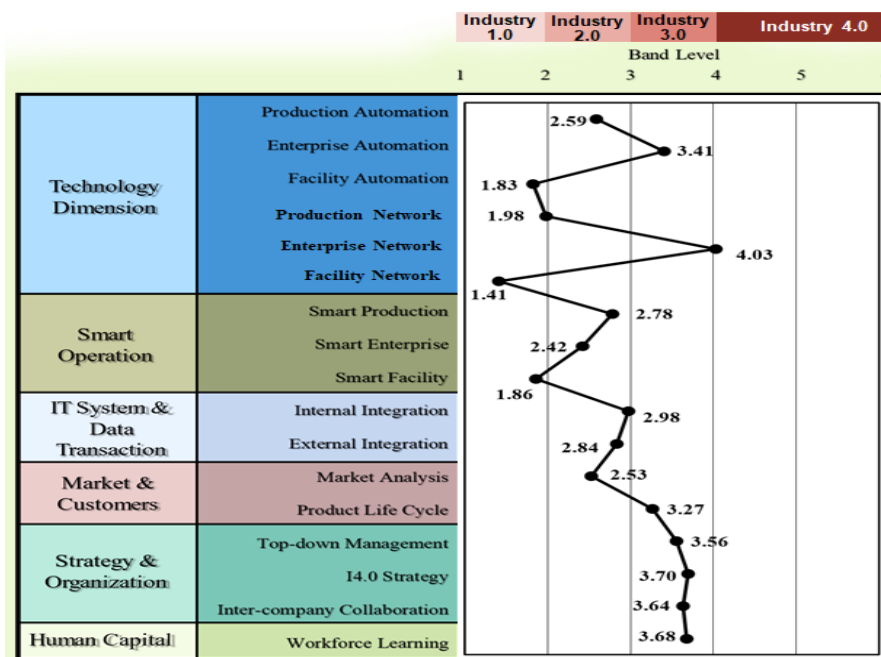 Industry 1.0
Industry 2.0
Industry 3.0
Industry 4.0
Band Level
1 2 3 4 5
Technology Dimension
Production Automation 2.59
Enterprise Automation 3.41
Facility Automation 1.83
Production Network 1.98
Enterprise Network 4.03
Facility Network 1.41
Smart Operation
Smart Production 2.78
Smart Enterprise 2.42
Smart Facility 1.86
IT System & Data Transaction
Internal Integration 2.98
External Integration 2.84
Market & Customers
Market Analysis 2.53
Product Life Cycle 3.27
Strategy & Organization
Top-down Management 3.56
I4.0 Strategy 3.70
Inter-company Collaboration 3.64
Human Capital
Workforce Learning 3.68